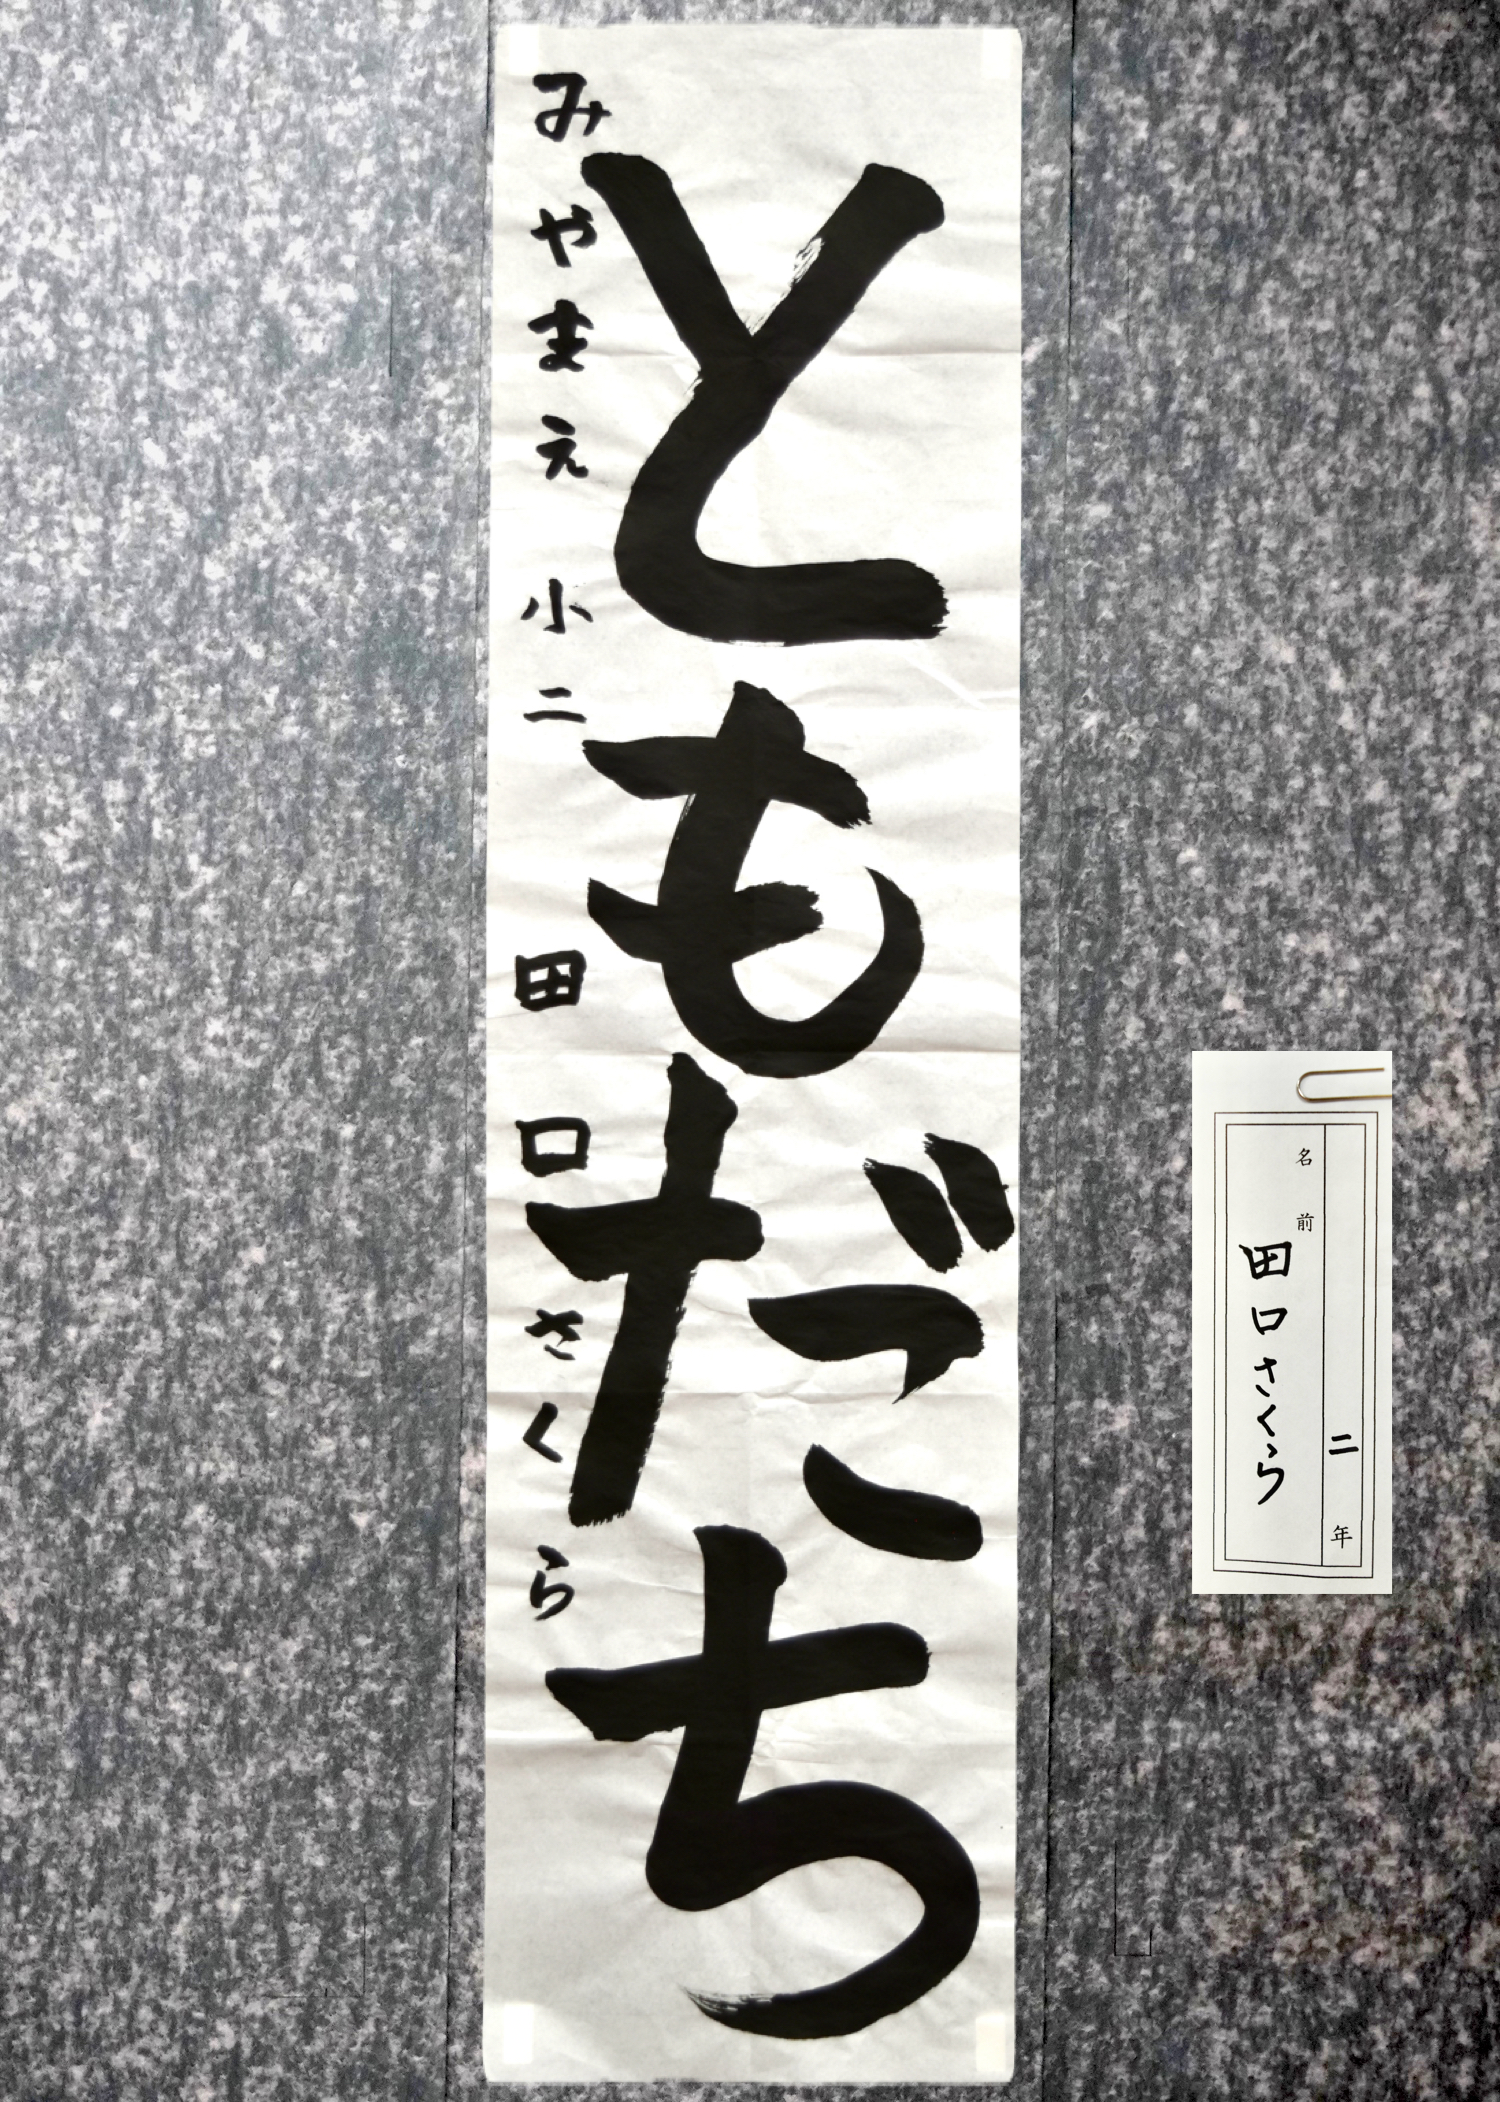 ともだち
みやまえ小二 田口さくら
二年
名前 田口さくら